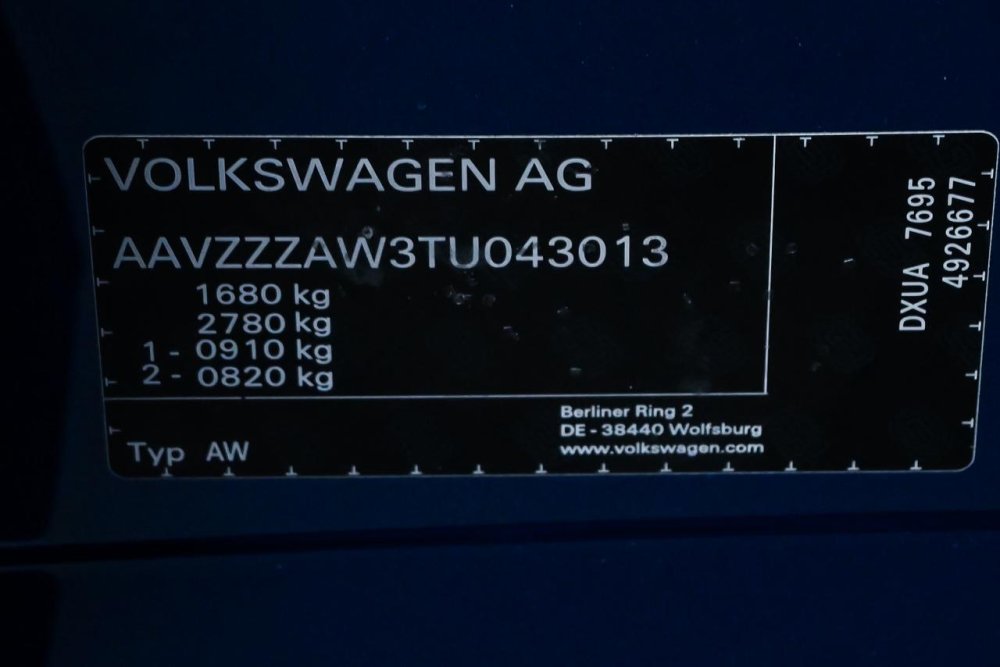 VOLKSWAGEN AG
AAVZZZAW3TU043013
1680 kg
2780 kg
1 - 0910 kg
2 - 0820 kg
Typ AW
Berliner Ring 2
DE - 38440 Wolfsburg
www.volkswagen.com
DXUA 7695
4926677